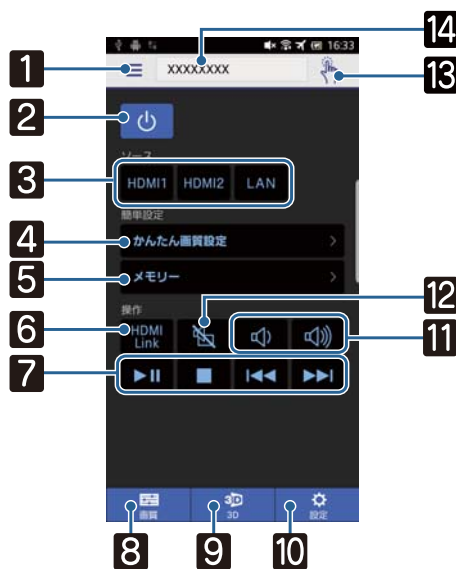 14
16:33
1
XXXXXXXX
13
2
ソース
3
HDMI1 HDMI2 LAN
簡単設定
4
かんたん画質設定 >
5
メモリー >
操作
12
6
HDMI
Link
11
7
画質 3D 設定
8 9 10